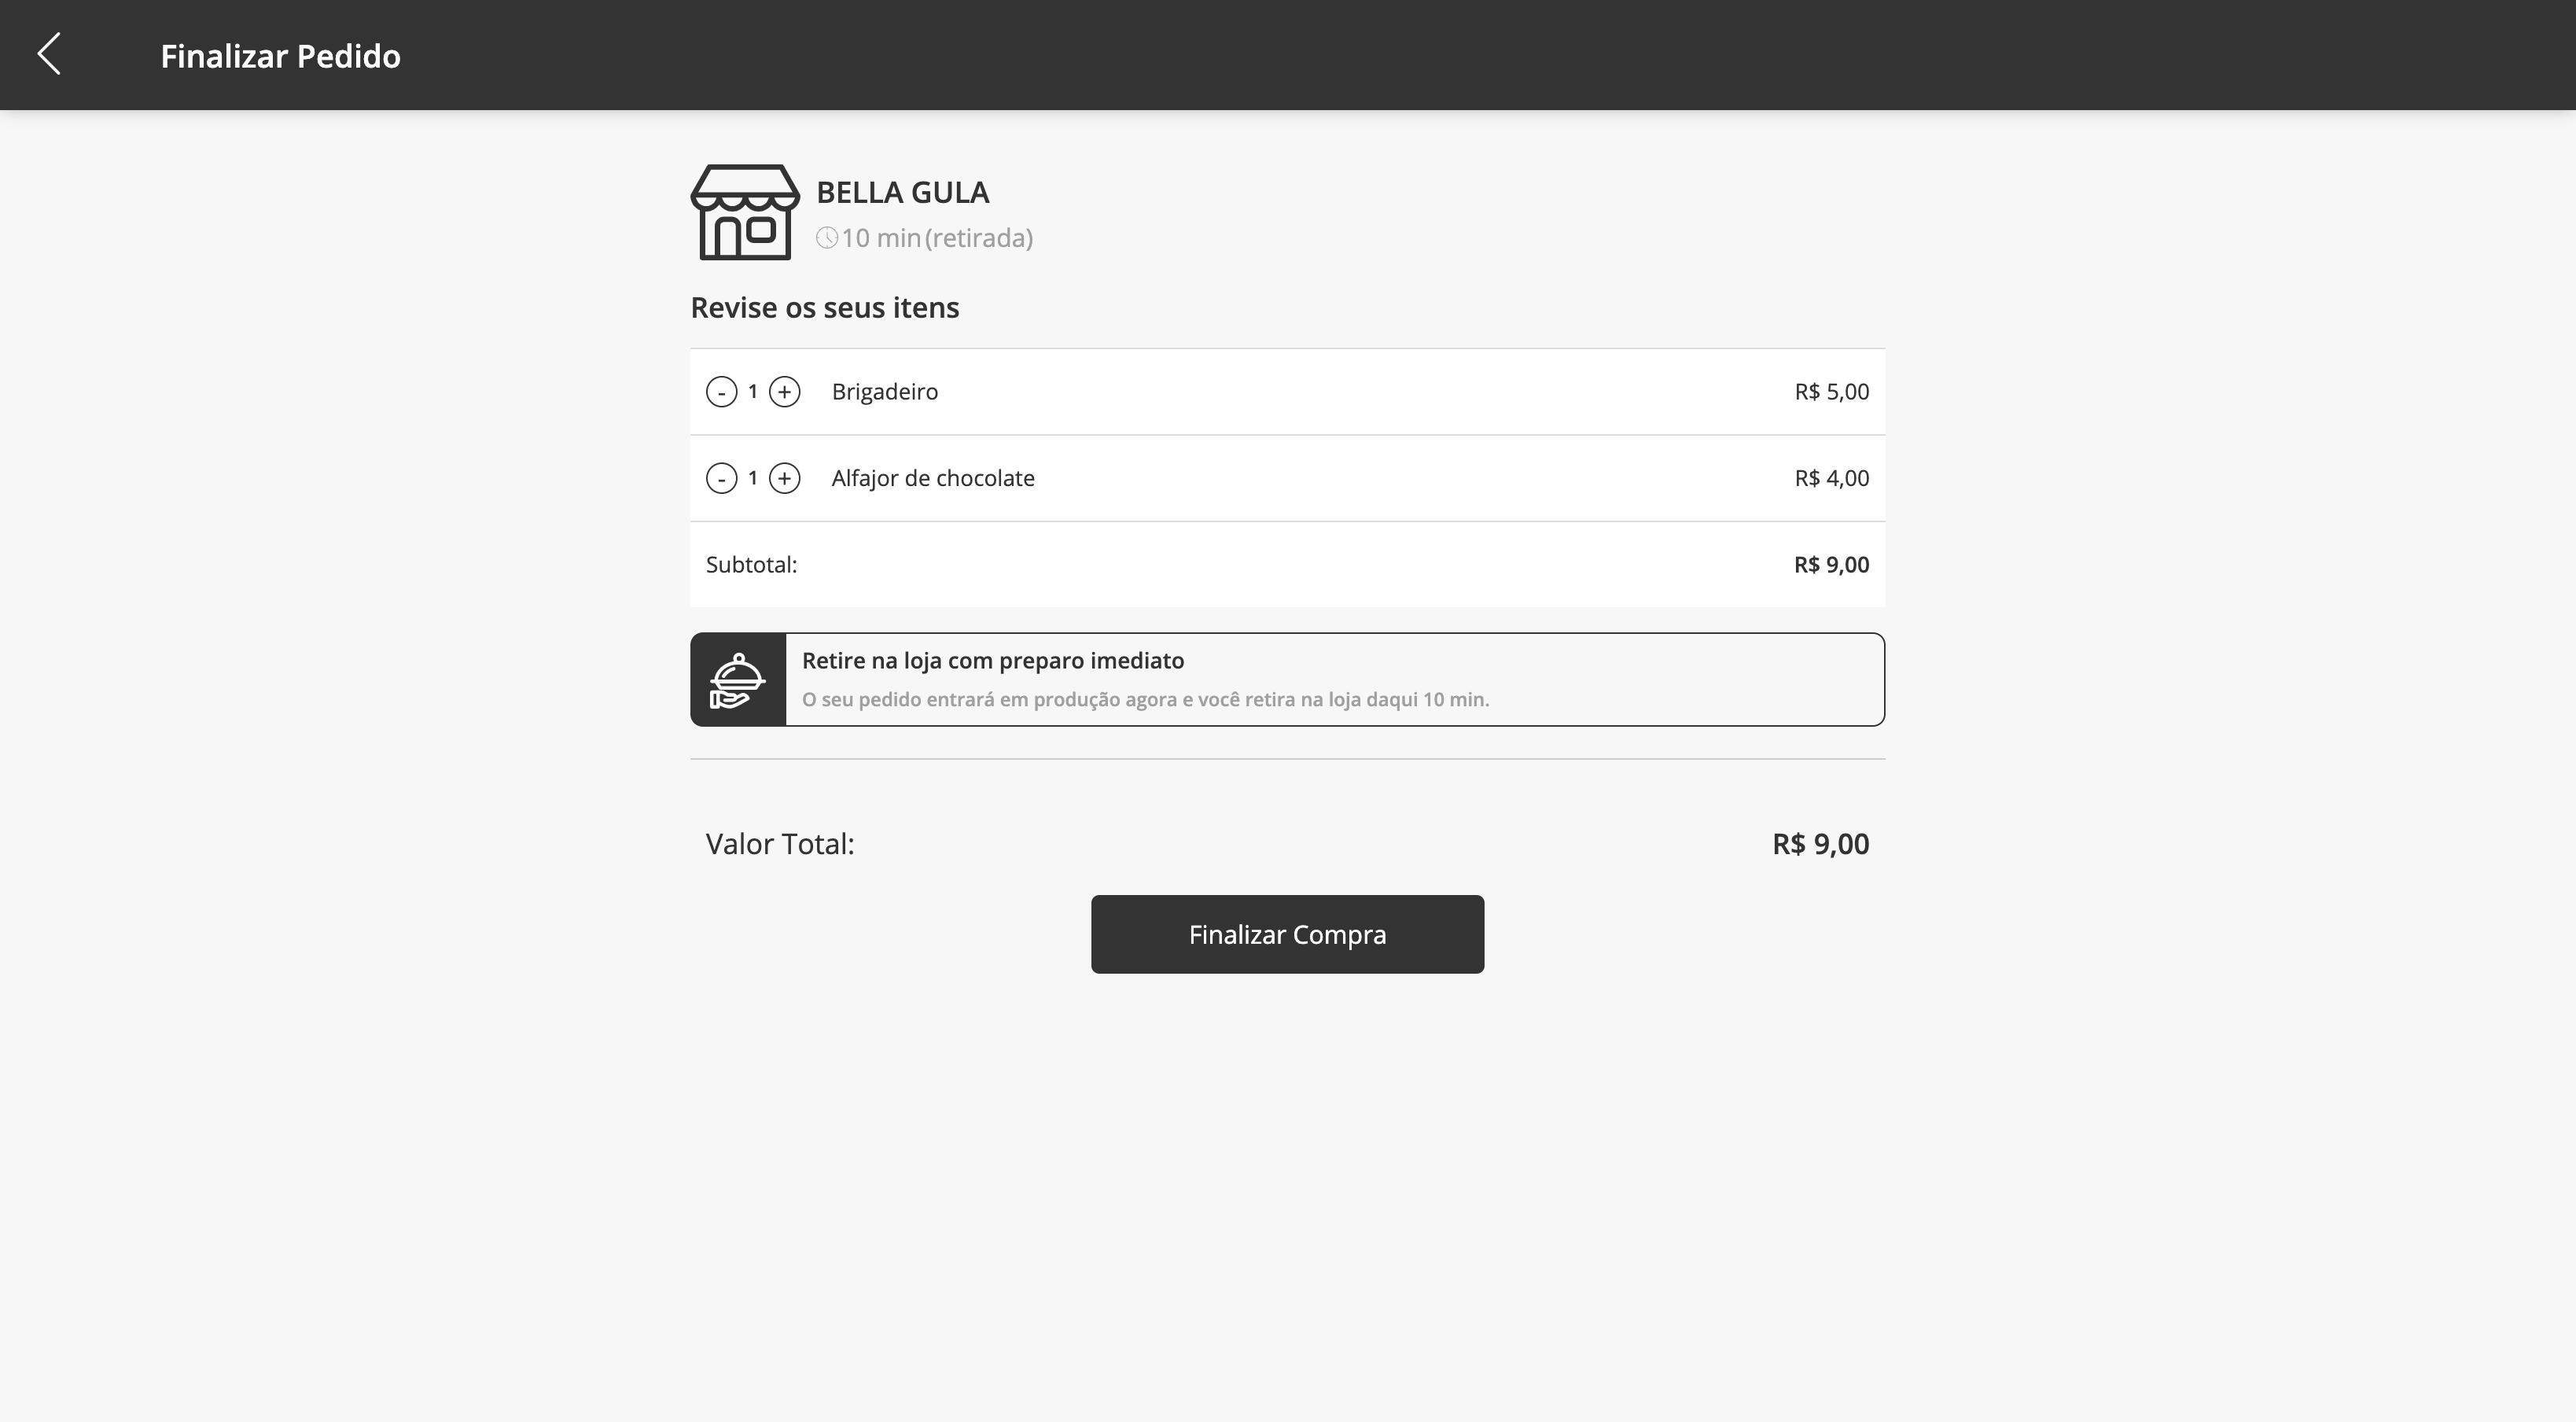 Finalizar Pedido
BELLA GULA
10 min (retirada)
Revise os seus itens
- 1 + Brigadeiro R$ 5,00
- 1 + Alfajor de chocolate R$ 4,00
Subtotal: R$ 9,00
Retire na loja com preparo imediato
O seu pedido entrará em produção agora e você retira na loja daqui 10 min.
Valor Total: R$ 9,00
Finalizar Compra